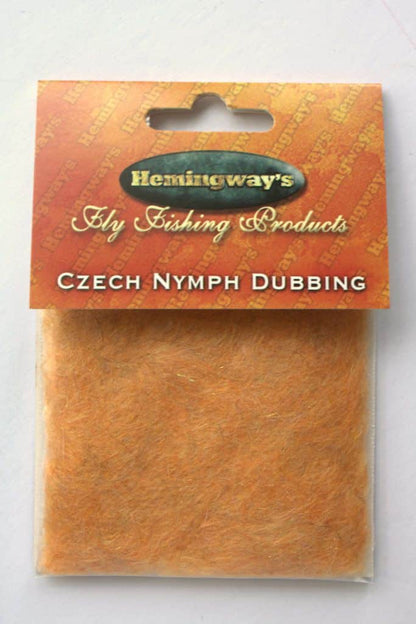 Hemingway's
Fly Fishing Products
CZECH NYMPH DUBBING